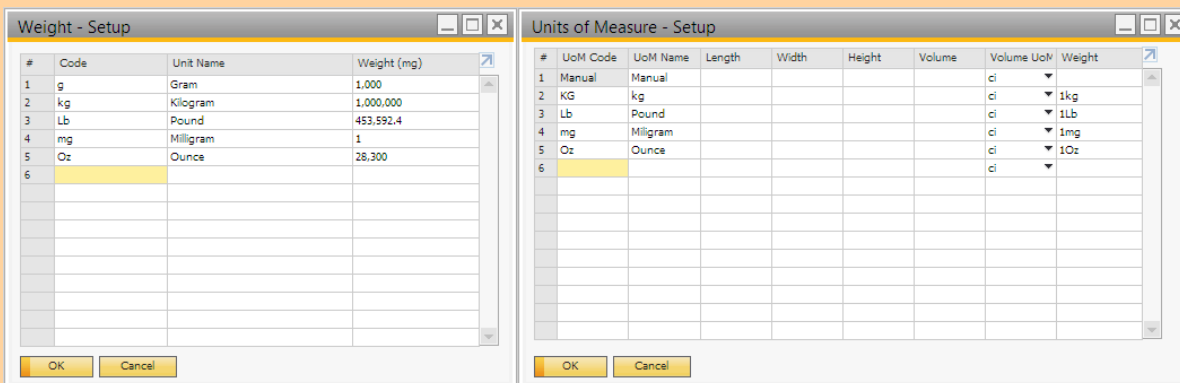 Weight - Setup
# Code Unit Name Weight (mg)
1 g Gram 1,000
2 kg Kilogram 1,000,000
3 Lb Pound 453,592.4
4 mg Milligram 1
5 Oz Ounce 28,300
6
OK Cancel
Units of Measure - Setup
# UoM Code UoM Name Length Width Height Volume Volume UoM Weight
1 Manual Manual ci
2 KG kg ci 1kg
3 Lb Pound ci 1Lb
4 mg Miligram ci 1mg
5 Oz Ounce ci 1Oz
6 ci
OK Cancel